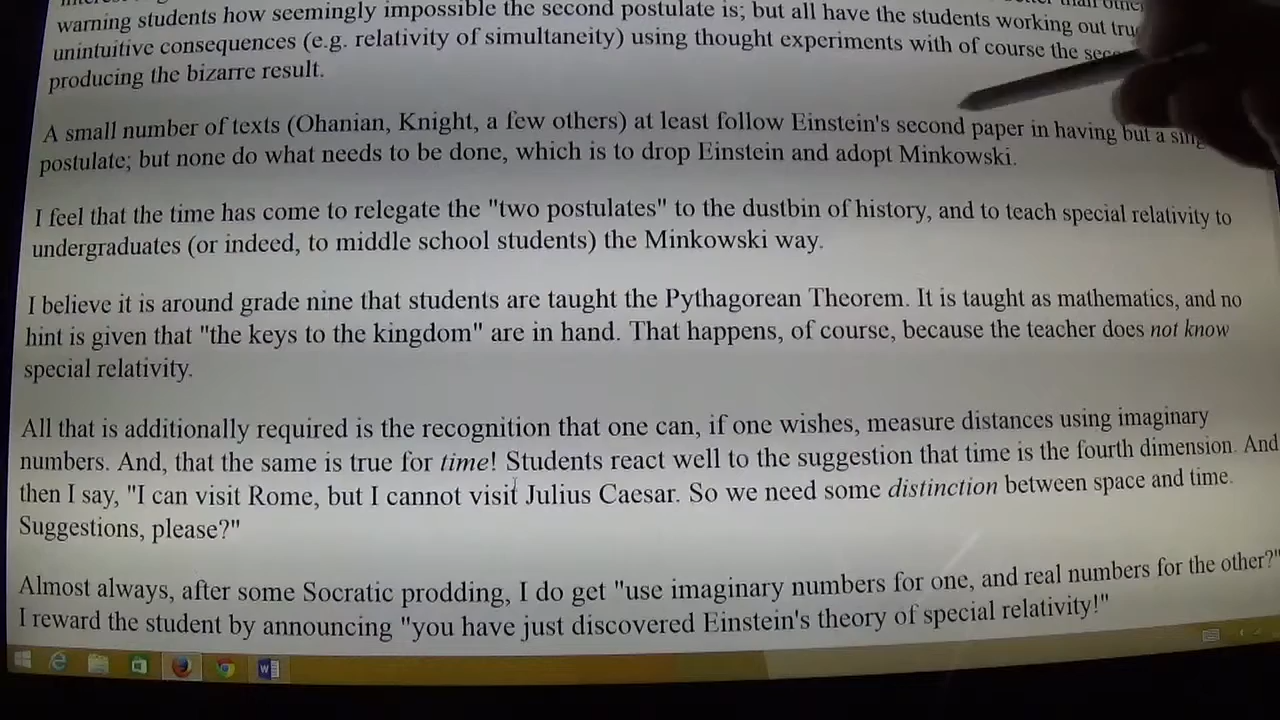 warning students how seemingly impossible the second postulate is; but all have the students working out
unintuitive consequences (e.g. relativity of simultaneity) using thought experiments with of course the
producing the bizarre result.
A small number of texts (Ohanian, Knight, a few others) at least follow Einstein's second paper in having but a
postulate; but none do what needs to be done, which is to drop Einstein and adopt Minkowski.
I feel that the time has come to relegate the "two postulates" to the dustbin of history, and to teach special relativity to
undergraduates (or indeed, to middle school students) the Minkowski way.
I believe it is around grade nine that students are taught the Pythagorean Theorem. It is taught as mathematics, and no
hint is given that "the keys to the kingdom" are in hand. That happens, of course, because the teacher does not know
special relativity.
All that is additionally required is the recognition that one can, if one wishes, measure distances using imaginary
numbers. And, that the same is true for time! Students react well to the suggestion that time is the fourth dimension. And
then I say, "I can visit Rome, but I cannot visit Julius Caesar. So we need some distinction between space and time.
Suggestions, please?"
Almost always, after some Socratic prodding, I do get "use imaginary numbers for one, and real numbers for the other?"
I reward the student by announcing "you have just discovered Einstein's theory of special relativity!"